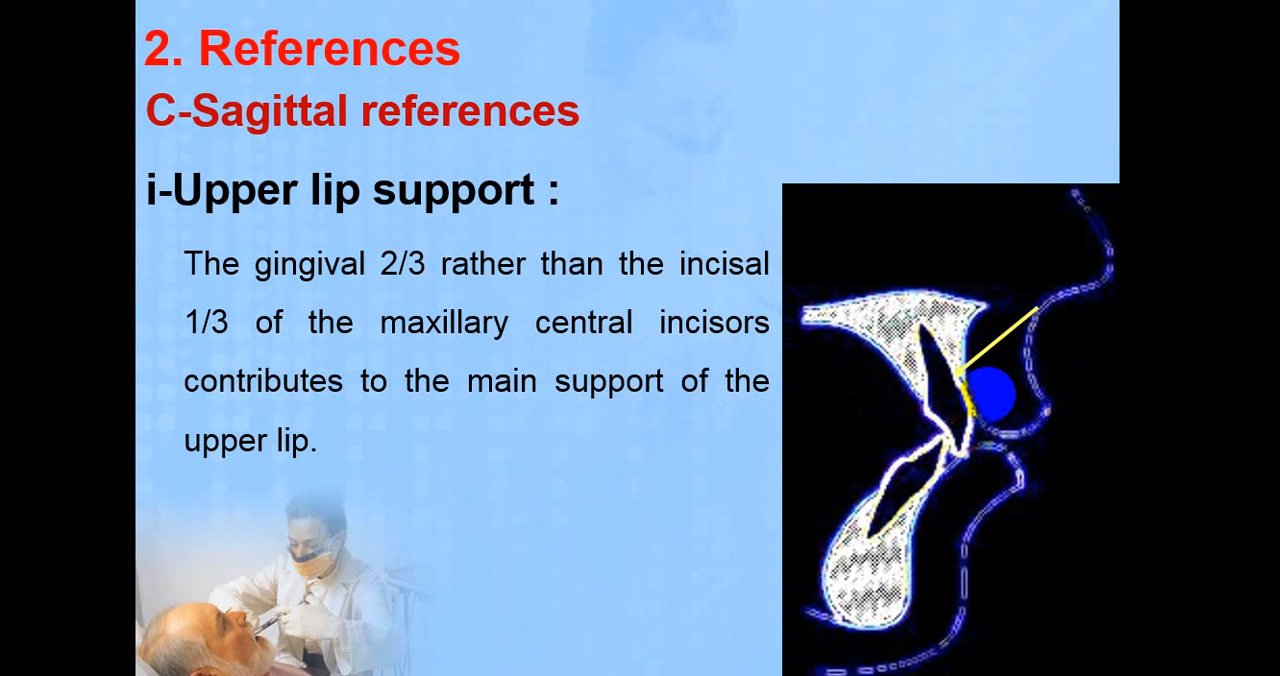 2. References
C-Sagittal references
i-Upper lip support :
The gingival 2/3 rather than the incisal
1/3 of the maxillary central incisors
contributes to the main support of the
upper lip.